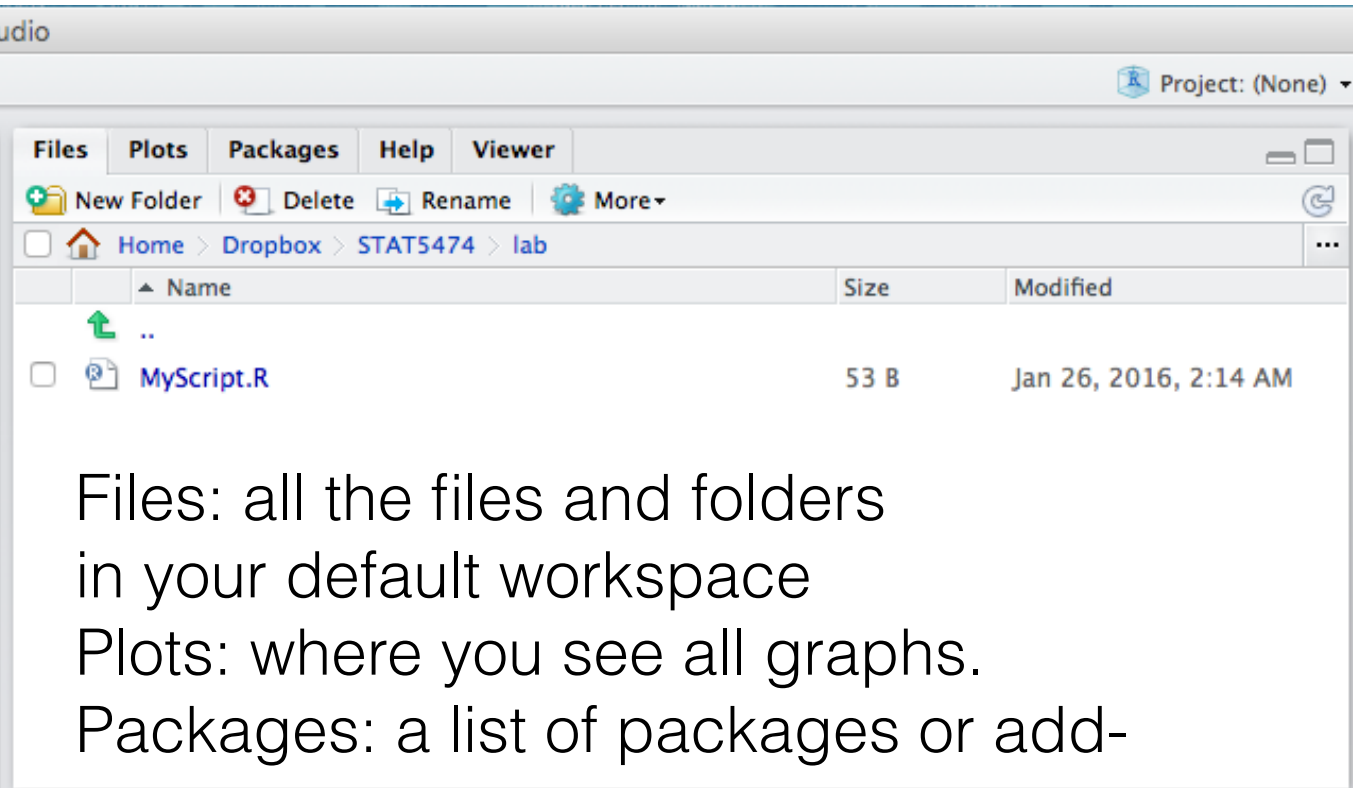 udio
Project: (None)
Files Plots Packages Help Viewer
New Folder Delete Rename More
Home > Dropbox > STAT5474 > lab ...
Name Size Modified
..
MyScript.R 53 B Jan 26, 2016, 2:14 AM
Files: all the files and folders
in your default workspace
Plots: where you see all graphs.
Packages: a list of packages or add-